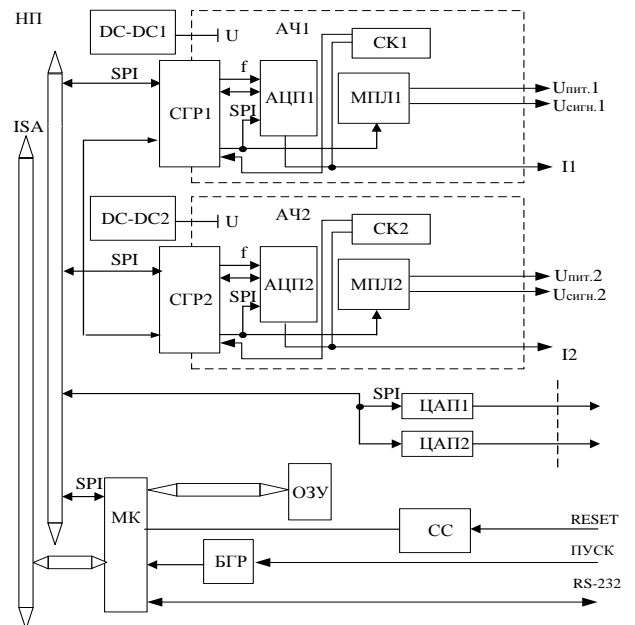 НП
DC-DC1
U
АЧ1
СК1
SPI
f
СГР1
АЦП1
SPI
МПЛ1
Uпит.1
Uсигн.1
ISA
I1
DC-DC2
U
АЧ2
СК2
SPI
f
СГР2
АЦП2
SPI
МПЛ2
Uпит.2
Uсигн.2
I2
SPI
ЦАП1
ЦАП2
SPI
МК
ОЗУ
СС
RESET
БГР
ПУСК
RS-232